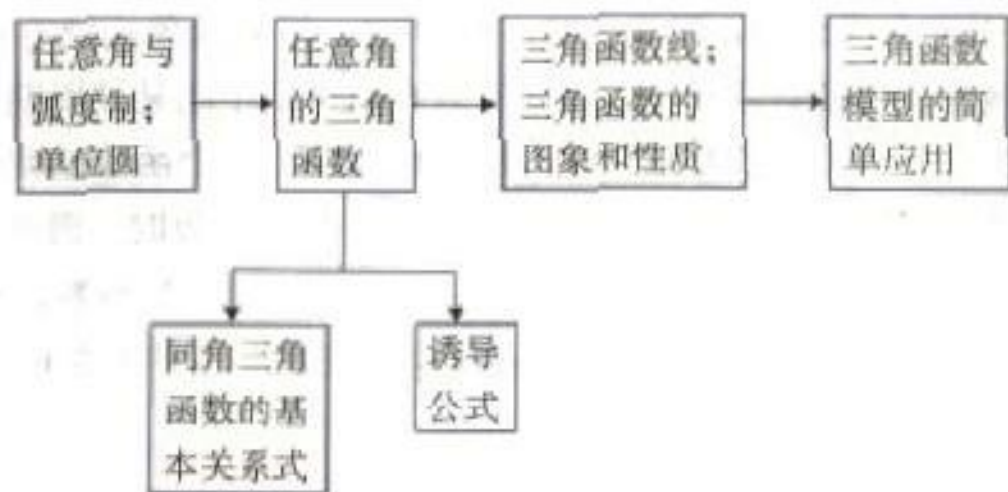 任意角与
弧度制；
单位圆
任意角
的三角
函数
三角函数线；
三角函数的
图象和性质
三角函数
模型的简
单应用
同角三角
函数的基
本关系式
诱导
公式